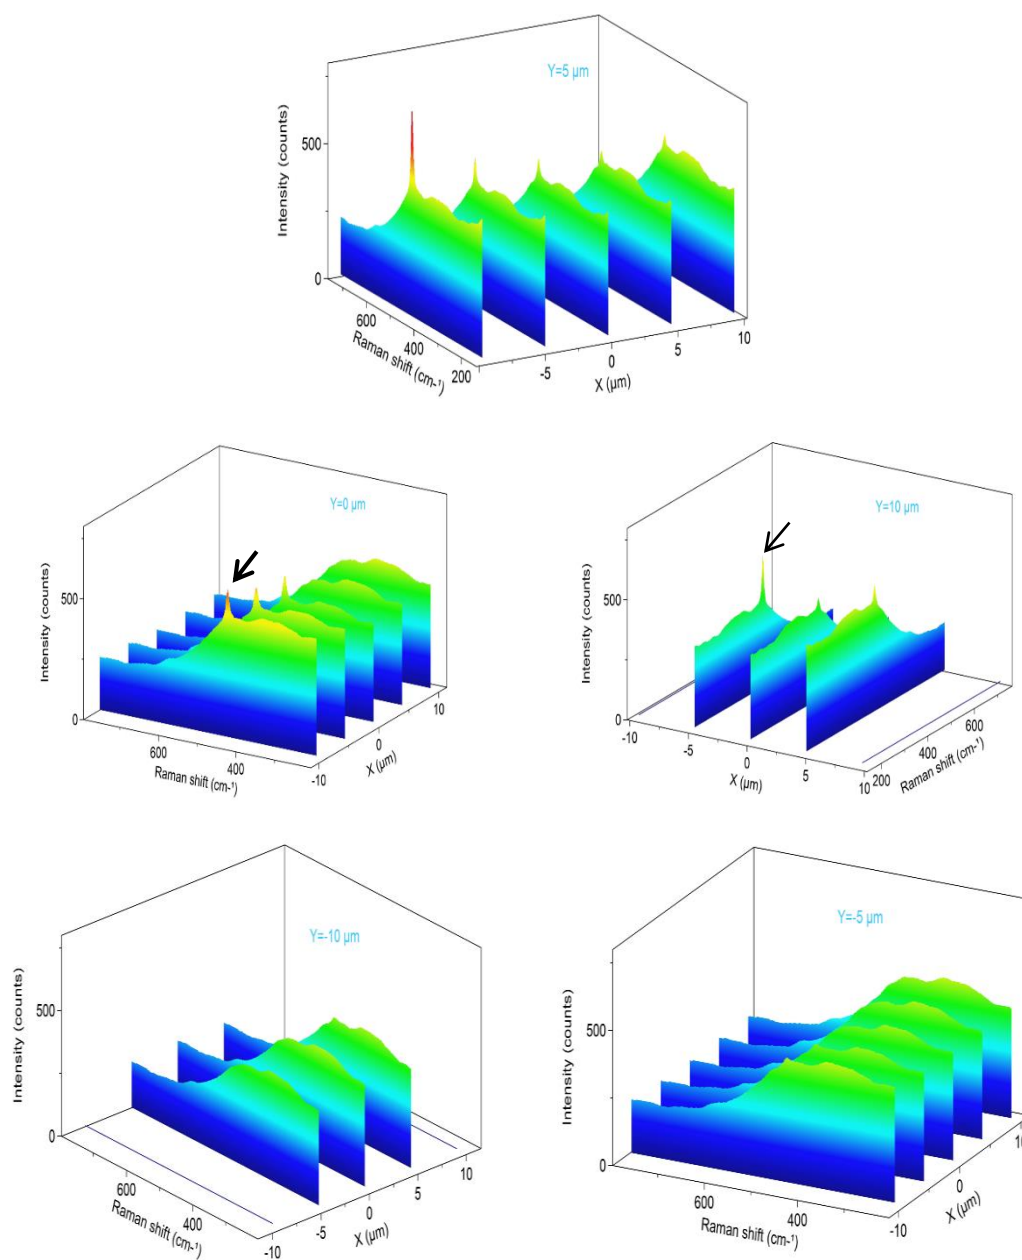 Y=5 µm
Intensity (counts)
500
0
600
400
200
Raman shift (cm-¹)
-5
0
5
10
X (µm)
Y=0 µm
Intensity (counts)
500
0
600
400
Raman shift (cm-¹)
-10
0
10
X (µm)
Y=10 µm
Intensity (counts)
500
0
-10
-5
0
5
10
X (µm)
200
400
600
Raman shift (cm-¹)
Y=-10 µm
Intensity (counts)
500
0
600
400
Raman shift (cm-¹)
-10
-5
0
5
10
X (µm)
Y=-5 µm
Intensity (counts)
500
0
600
400
Raman shift (cm-¹)
-10
0
10
X (µm)